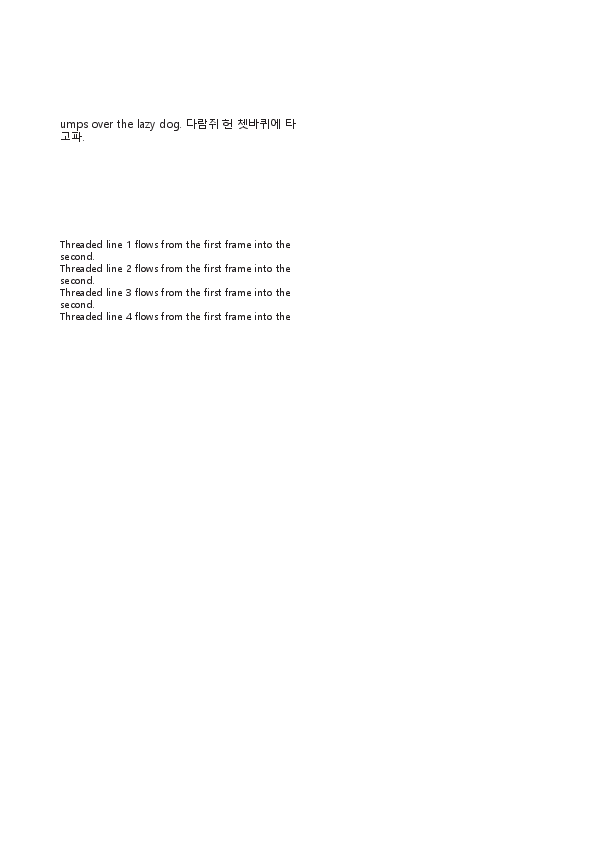 umps over the lazy dog. 다람쥐 헌 쳇바퀴에 타
고파.
Threaded line 1 flows from the first frame into the
second.
Threaded line 2 flows from the first frame into the
second.
Threaded line 3 flows from the first frame into the
second.
Threaded line 4 flows from the first frame into the